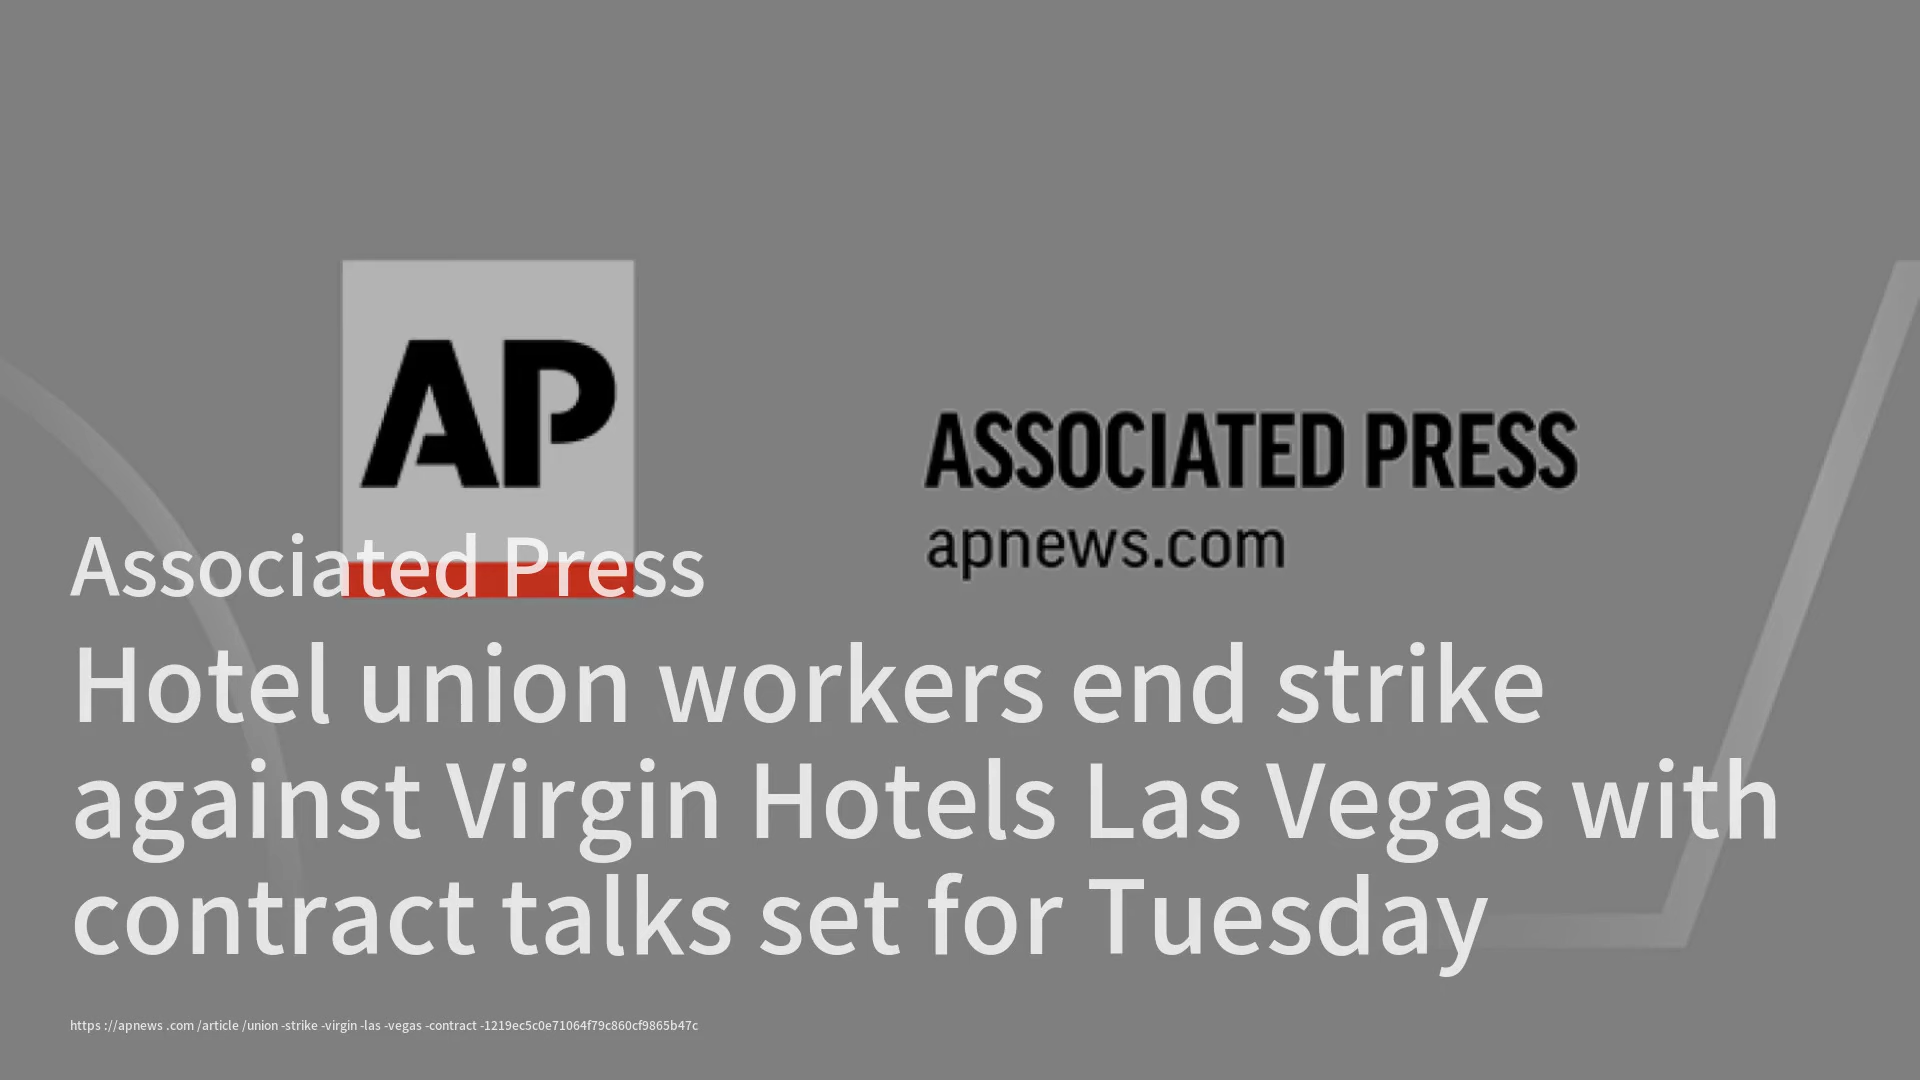 AP
ASSOCIATED PRESS
apnews.com
Associated Press
Hotel union workers end strike
against Virgin Hotels Las Vegas with
contract talks set for Tuesday
https ://apnews .com /article /union -strike -virgin -las -vegas -contract -1219ec5c0e71064f79c860cf9865b47c